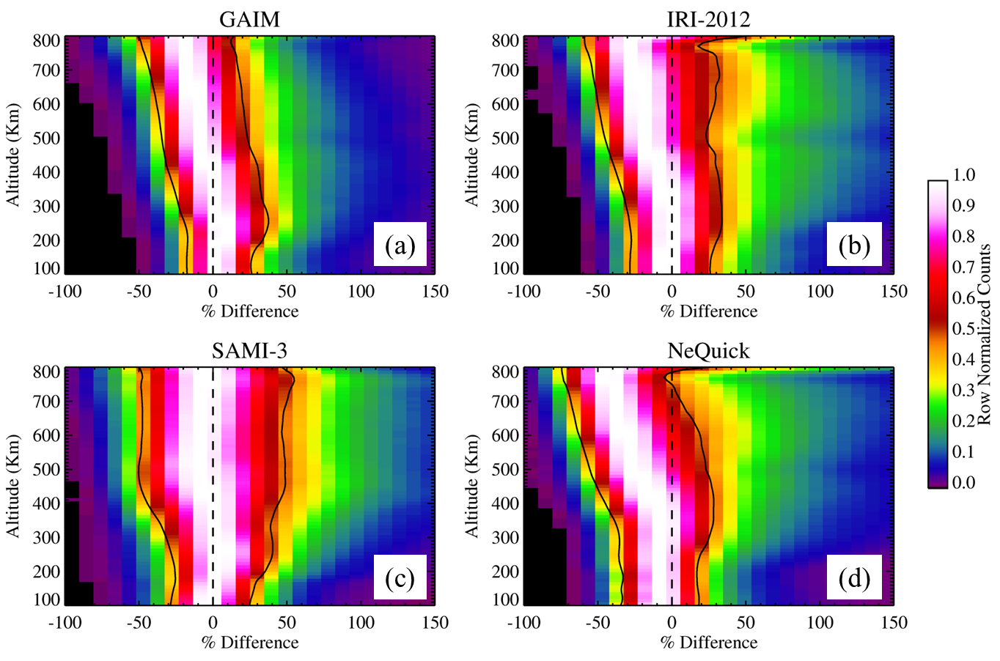 GAIM
IRI-2012
800
700
600
500
400
300
200
100
Altitude (Km)
(a)
-100 -50 0 50 100 150
% Difference
800
700
600
500
400
300
200
100
Altitude (Km)
(b)
-100 -50 0 50 100 150
% Difference
SAMI-3
NeQuick
800
700
600
500
400
300
200
100
Altitude (Km)
(c)
-100 -50 0 50 100 150
% Difference
800
700
600
500
400
300
200
100
Altitude (Km)
(d)
-100 -50 0 50 100 150
% Difference
1.0
0.9
0.8
0.7
0.6
0.5
0.4
0.3
0.2
0.1
0.0
Row Normalized Counts